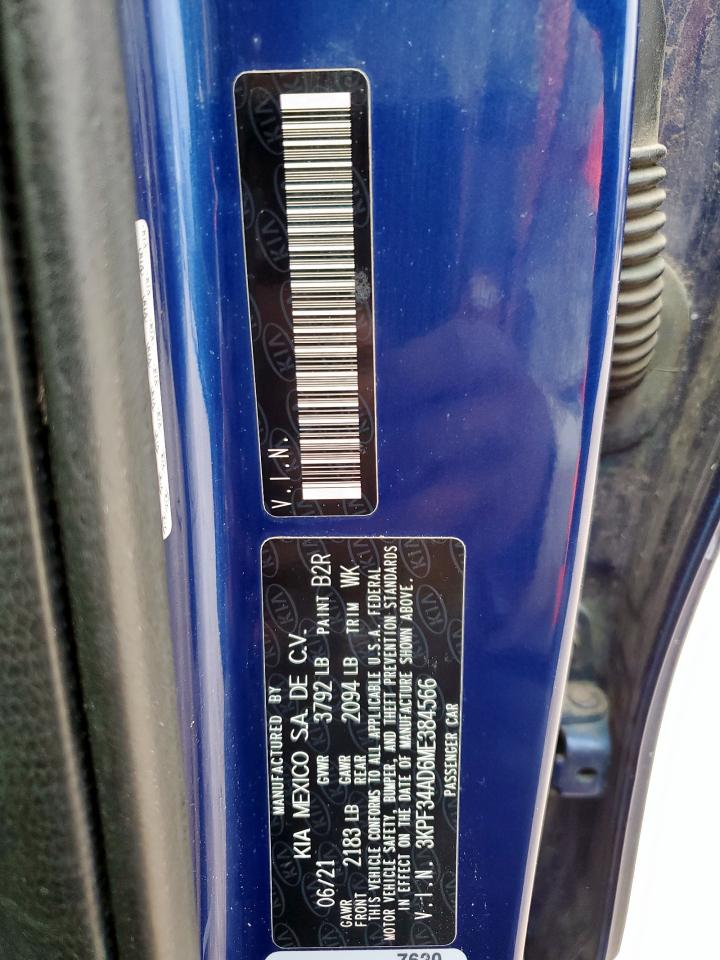 V.I.N.
MANUFACTURED BY
KIA MEXICO S.A. DE C.V.
06/21 GVWR 3792 LB PAINT B2R
GAWR FRONT 2183 LB GAWR REAR 2094 LB TRIM WK
THIS VEHICLE CONFORMS TO ALL APPLICABLE U.S.A. FEDERAL
MOTOR VEHICLE SAFETY, BUMPER, AND THEFT PREVENTION STANDARDS
IN EFFECT ON THE DATE OF MANUFACTURE SHOWN ABOVE.
V.I.N. 3KPF34AD6ME384566
PASSENGER CAR